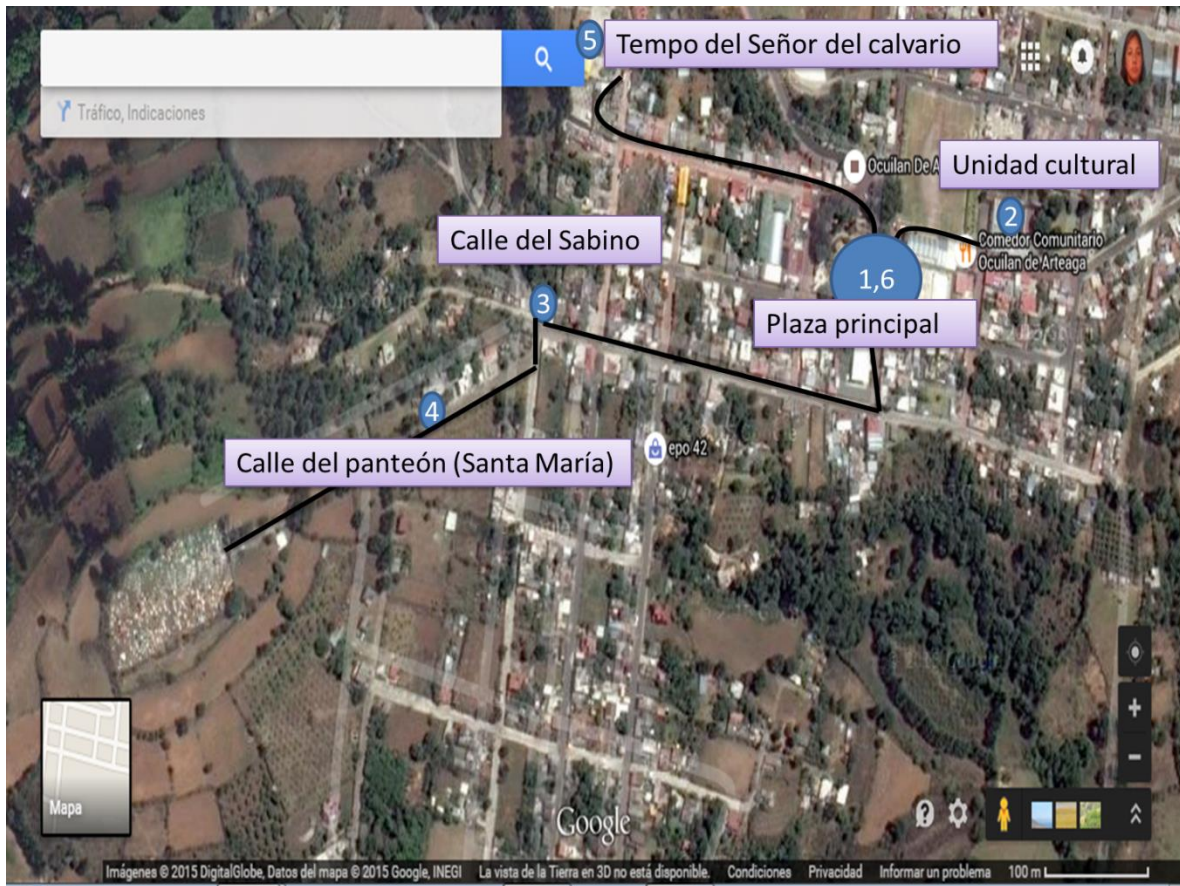 5
Tempo del Señor del calvario
Tráfico, Indicaciones
Ocuilan De A
Unidad cultural
2
Comedor Comunitario
Ocuilan de Arteaga
Calle del Sabino
1,6
3
Plaza principal
4
epo 42
Calle del panteón (Santa María)
Mapa
Google
Imágenes © 2015 DigitalGlobe, Datos del mapa © 2015 Google, INEGI La vista de la Tierra en 3D no está disponible. Condiciones Privacidad Informar un problema 100 m